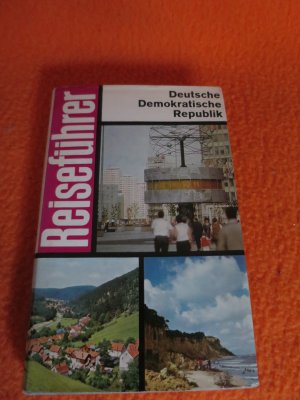 Reiseführer
Deutsche
Demokratische
Republik